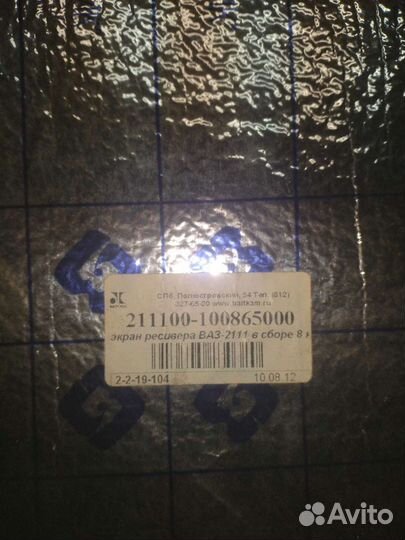 СПб, Полюстровский, 54 Тел. (812)
327-65-20 www.baltkam.ru
211100-100865000
экран ресивера ВАЗ-2111 в сборе 8
2-2-19-104
10.08.12
Avito